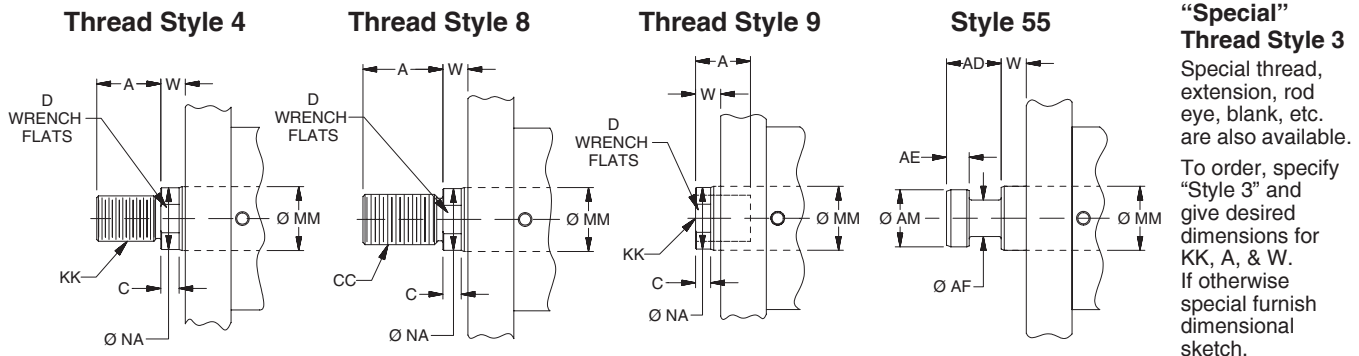 Thread Style 4
A
W
D
WRENCH
FLATS
Ø MM
KK
C
Ø NA
Thread Style 8
A
W
D
WRENCH
FLATS
Ø MM
CC
C
Ø NA
Thread Style 9
A
W
D
WRENCH
FLATS
Ø MM
KK
C
Ø NA
Style 55
AD
W
AE
Ø AM
Ø MM
Ø AF
“Special”
Thread Style 3
Special thread,
extension, rod
eye, blank, etc.
are also available.
To order, specify
“Style 3” and
give desired
dimensions for
KK, A, & W.
If otherwise
special furnish
dimensional
sketch.